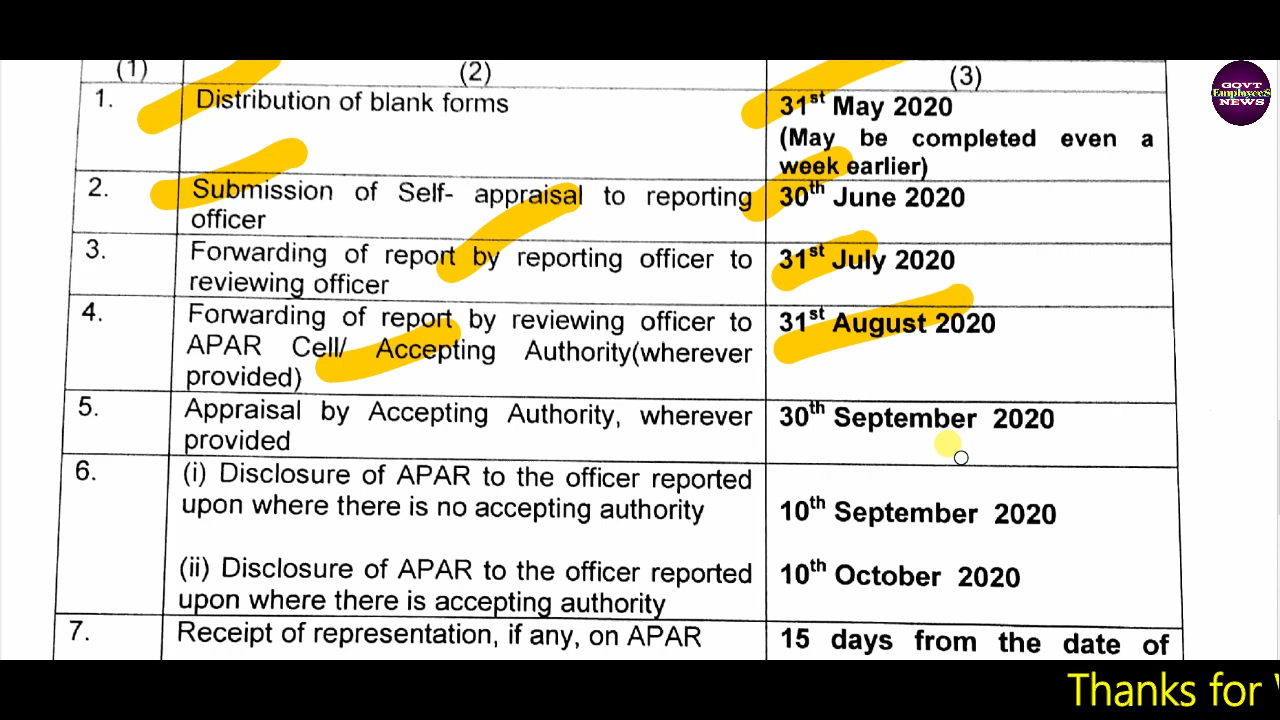 (1) (2) (3)
1. Distribution of blank forms 31st May 2020
(May be completed even a
week earlier)
2. Submission of Self- appraisal to reporting 30th June 2020
officer
3. Forwarding of report by reporting officer to 31st July 2020
reviewing officer
4. Forwarding of report by reviewing officer to 31st August 2020
APAR Cell/ Accepting Authority(wherever
provided)
5. Appraisal by Accepting Authority, wherever 30th September 2020
provided
6. (i) Disclosure of APAR to the officer reported
upon where there is no accepting authority 10th September 2020
(ii) Disclosure of APAR to the officer reported 10th October 2020
upon where there is accepting authority
7. Receipt of representation, if any, on APAR 15 days from the date of
GOVT
EmployeeS
NEWS
Thanks for